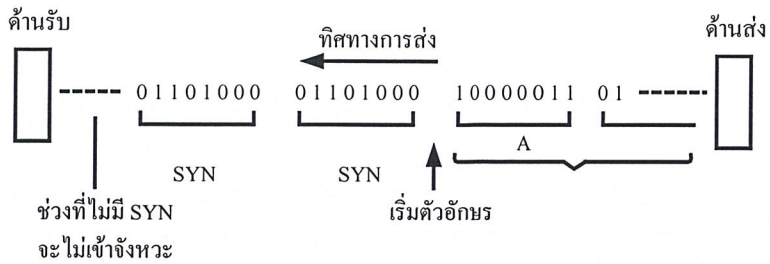 ด้านรับ
ด้านส่ง
ทิศทางการส่ง
01101000 01101000 10000011 01
A
SYN SYN
ช่วงที่ไม่มี SYN
จะไม่เข้าจังหวะ
เริ่มตัวอักษร